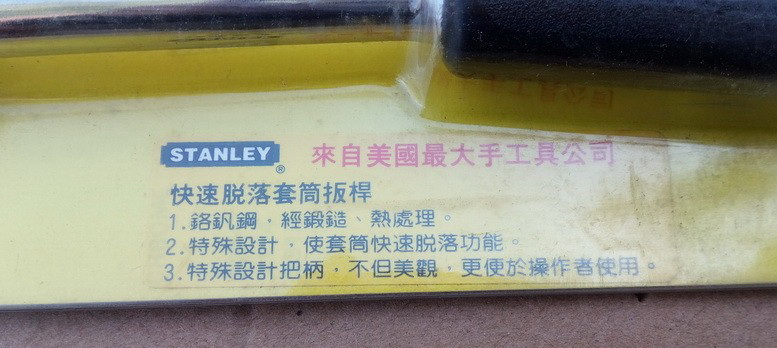 STANLEY® 來自美國最大手工具公司
快速脫落套筒扳桿
1.鉻釩鋼，經鍛鎚、熱處理。
2.特殊設計，使套筒快速脫落功能。
3.特殊設計把柄，不但美觀，更便於操作者使用。